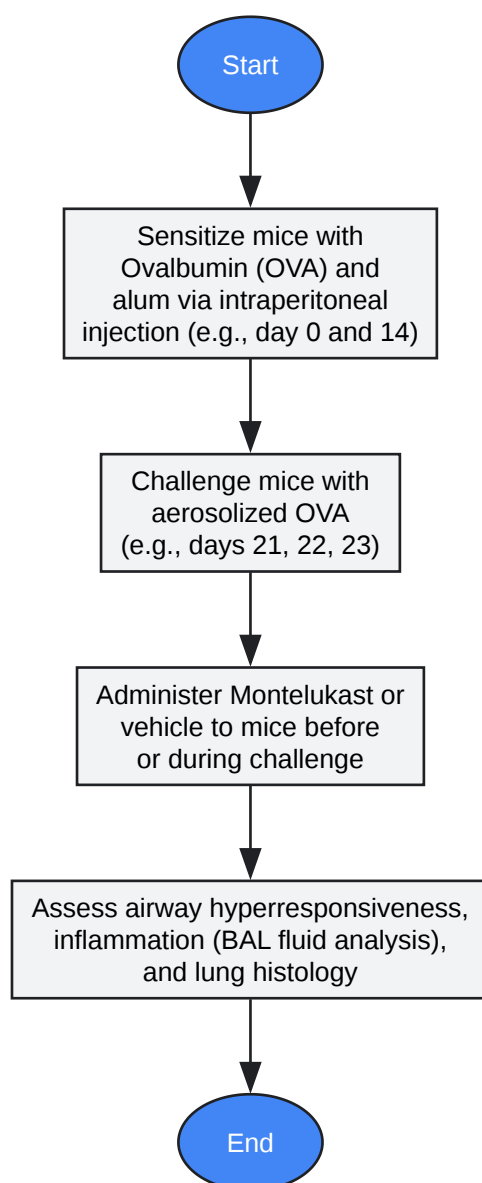 Start
Sensitize mice with
Ovalbumin (OVA) and
alum via intraperitoneal
injection (e.g., day 0 and 14)
Challenge mice with
aerosolized OVA
(e.g., days 21, 22, 23)
Administer Montelukast or
vehicle to mice before
or during challenge
Assess airway hyperresponsiveness,
inflammation (BAL fluid analysis),
and lung histology
End